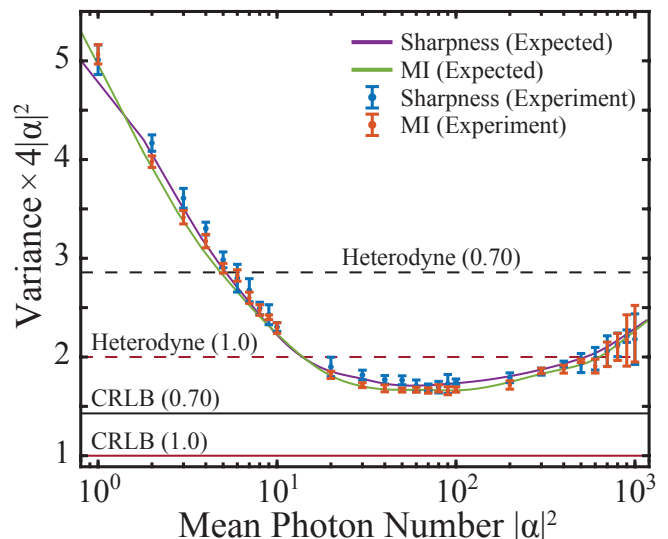 Variance × 4|α|²
5
4
3
2
1
Sharpness (Expected)
MI (Expected)
Sharpness (Experiment)
MI (Experiment)
Heterodyne (0.70)
Heterodyne (1.0)
CRLB (0.70)
CRLB (1.0)
10⁰ 10¹ 10² 10³
Mean Photon Number |α|²